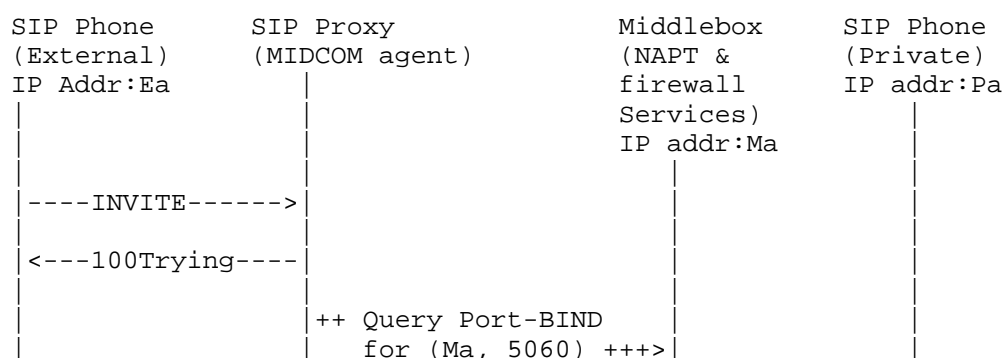 SIP Phone       SIP Proxy                Middlebox     SIP Phone
(External)     (MIDCOM agent)            (NAPT &       (Private)
IP Addr:Ea         |                     firewall      IP addr:Pa
|                  |                     Services)         |
|                  |                     IP addr:Ma        |
|                  |                        |              |
|----INVITE------>|                        |              |
|                  |                        |              |
|<---100Trying----|                        |              |
|                  |                        |              |
|                  |++ Query Port-BIND      |              |
|                  |   for (Ma, 5060) +++>|              |